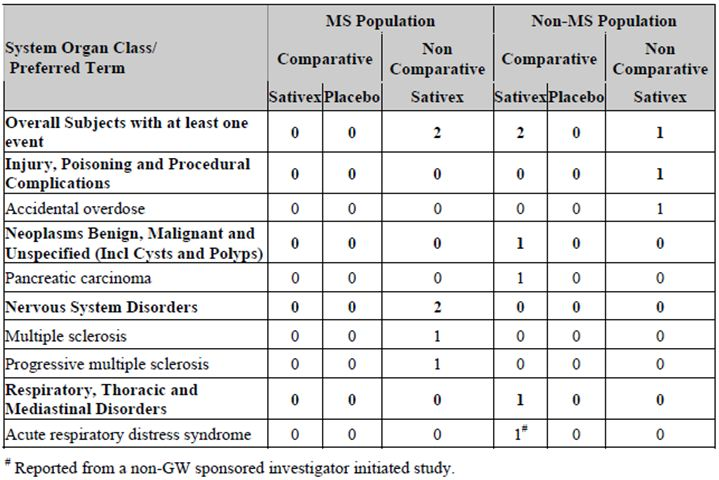 System Organ Class/
Preferred Term
MS Population
Non-MS Population
Comparative
Non
Comparative
Comparative
Non
Comparative
Sativex Placebo Sativex Sativex Placebo Sativex
Overall Subjects with at least one
event
0 0 2 2 0 1
Injury, Poisoning and Procedural
Complications
0 0 0 0 0 1
Accidental overdose 0 0 0 0 0 1
Neoplasms Benign, Malignant and
Unspecified (Incl Cysts and Polyps)
0 0 0 1 0 0
Pancreatic carcinoma 0 0 0 1 0 0
Nervous System Disorders 0 0 2 0 0 0
Multiple sclerosis 0 0 1 0 0 0
Progressive multiple sclerosis 0 0 1 0 0 0
Respiratory, Thoracic and
Mediastinal Disorders
0 0 0 1 0 0
Acute respiratory distress syndrome 0 0 0 1# 0 0
# Reported from a non-GW sponsored investigator initiated study.